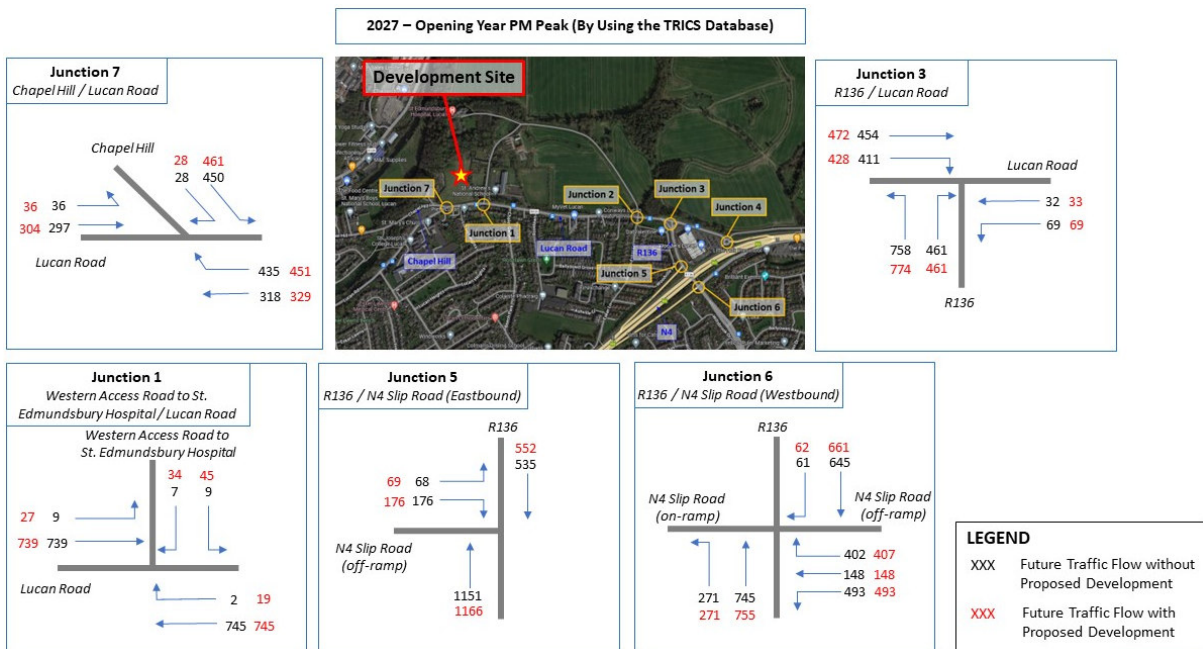 2027 – Opening Year PM Peak (By Using the TRICS Database)
Junction 7
Chapel Hill / Lucan Road
Chapel Hill
28 461
28 450
36 36
304 297
Lucan Road
435 451
318 329
Development Site
Junction 7
Junction 1
Junction 2
Junction 3
Junction 4
Junction 5
Junction 6
Chapel Hill
Lucan Road
R136
N4
Junction 3
R136 / Lucan Road
472 454
428 411
Lucan Road
32 33
69 69
758 461
774 461
R136
Junction 1
Western Access Road to St.
Edmundsbury Hospital / Lucan Road
Western Access Road to
St. Edmundsbury Hospital
34 45
7 9
27 9
739 739
Lucan Road
2 19
745 745
Junction 5
R136 / N4 Slip Road (Eastbound)
R136
552
535
69 68
176 176
N4 Slip Road
(off-ramp)
1151
1166
Junction 6
R136 / N4 Slip Road (Westbound)
R136
62 661
61 645
N4 Slip Road
(on-ramp)
N4 Slip Road
(off-ramp)
402 407
148 148
493 493
271 745
271 755
LEGEND
XXX Future Traffic Flow without
Proposed Development
XXX Future Traffic Flow with
Proposed Development